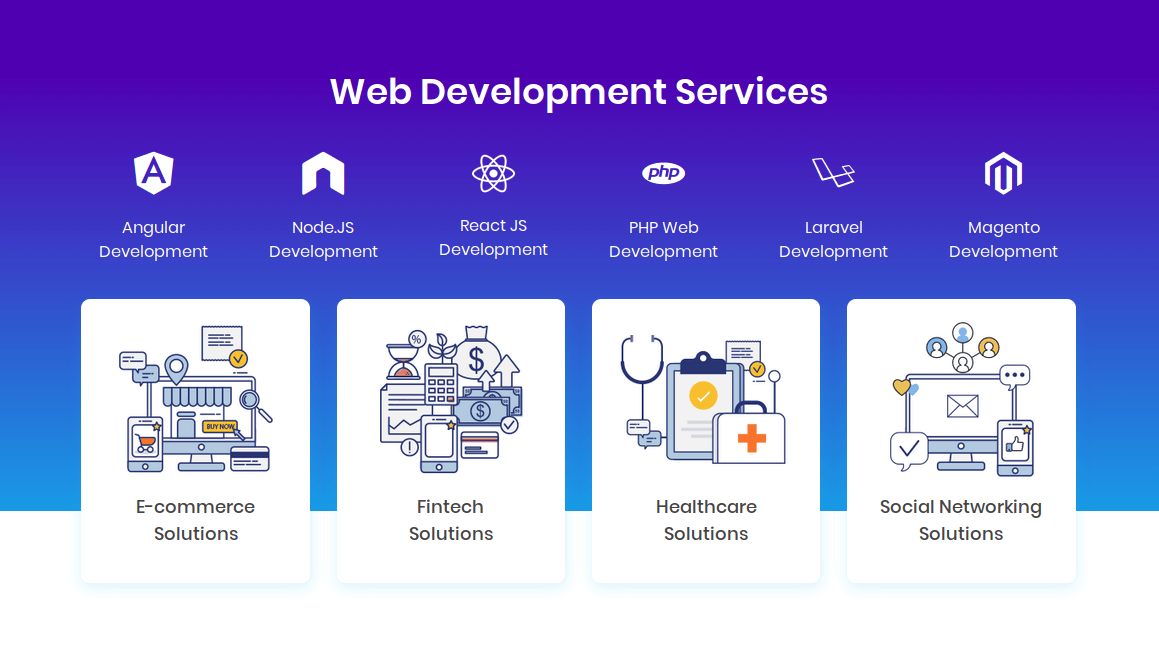 Web Development Services
php
Angular
Development
Node.JS
Development
React JS
Development
PHP Web
Development
Laravel
Development
Magento
Development
BUY NOW
%
$
$
E-commerce
Solutions
Fintech
Solutions
Healthcare
Solutions
Social Networking
Solutions